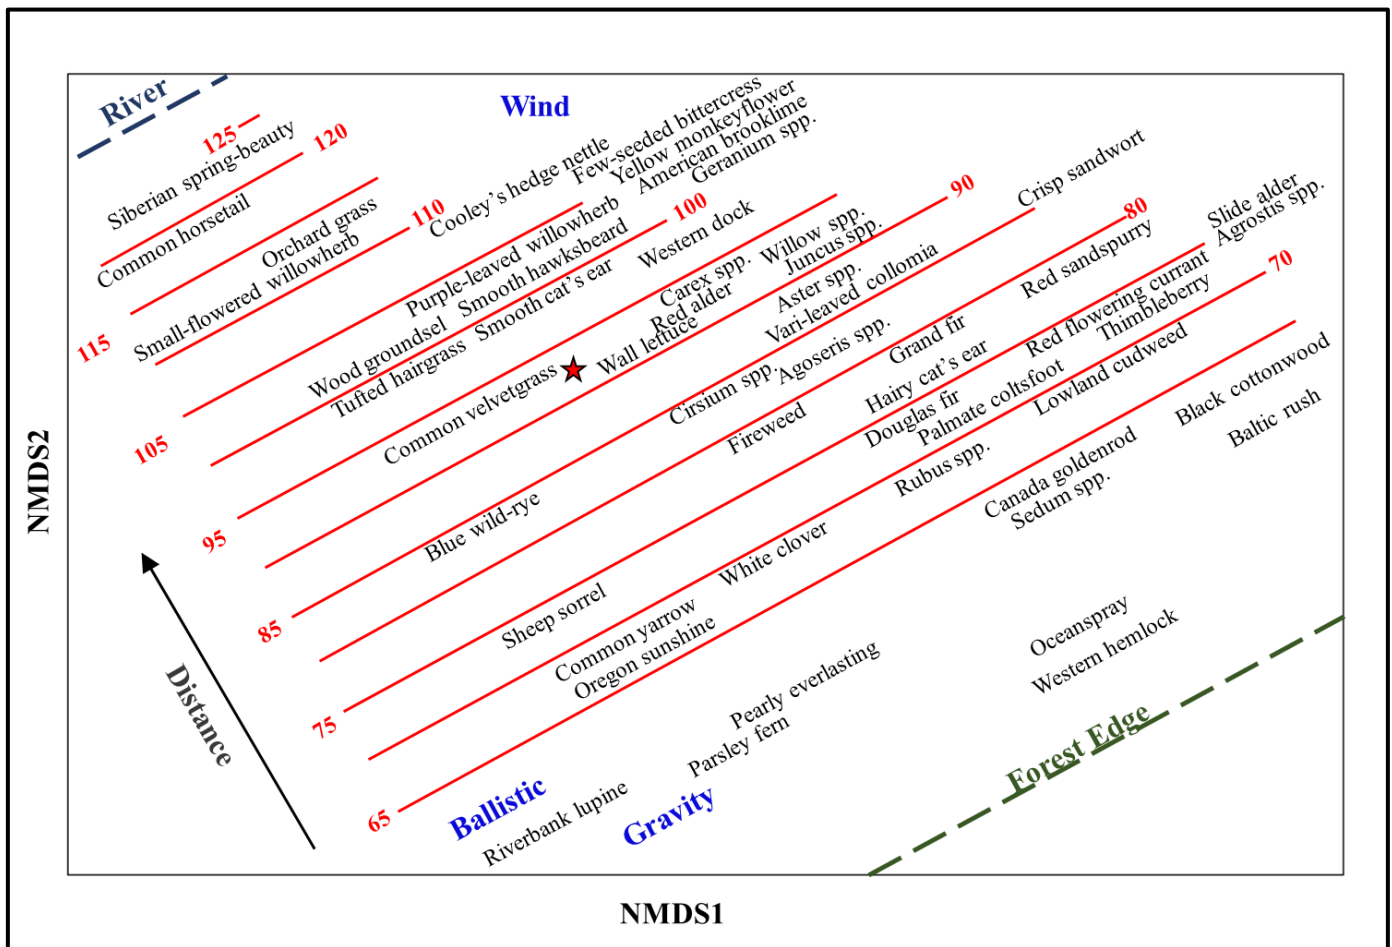 River
Wind
125
Siberian spring-beauty
120
Common horsetail
115
Orchard grass
Small-flowered willowherb
110
Cooley's hedge nettle
Few-seeded bittercress
Yellow monkeyflower
American brooklime
Geranium spp.
105
Purple-leaved willowherb
Wood groundsel
Smooth hawksbeard
100
Tufted hairgrass
Smooth cat's ear
Western dock
95
Common velvetgrass
Carex spp.
Red alder
Wall lettuce
Willow spp.
Juncus spp.
90
Crisp sandwort
Aster spp.
Vari-leaved collomia
85
Blue wild-rye
Cirsium spp.
Agoseris spp.
80
Fireweed
Grand fir
Red sandspurry
Slide alder
Agrostis spp.
75
Sheep sorrel
Hairy cat's ear
Douglas fir
Palmate coltsfoot
Red flowering currant
Thimbleberry
70
Common yarrow
Oregon sunshine
White clover
Rubus spp.
Lowland cudweed
65
Canada goldenrod
Sedum spp.
Black cottonwood
Baltic rush
Oceanspray
Western hemlock
Pearly everlasting
Parsley fern
Ballistic
Riverbank lupine
Gravity
Forest Edge
Distance
NMDS2
NMDS1